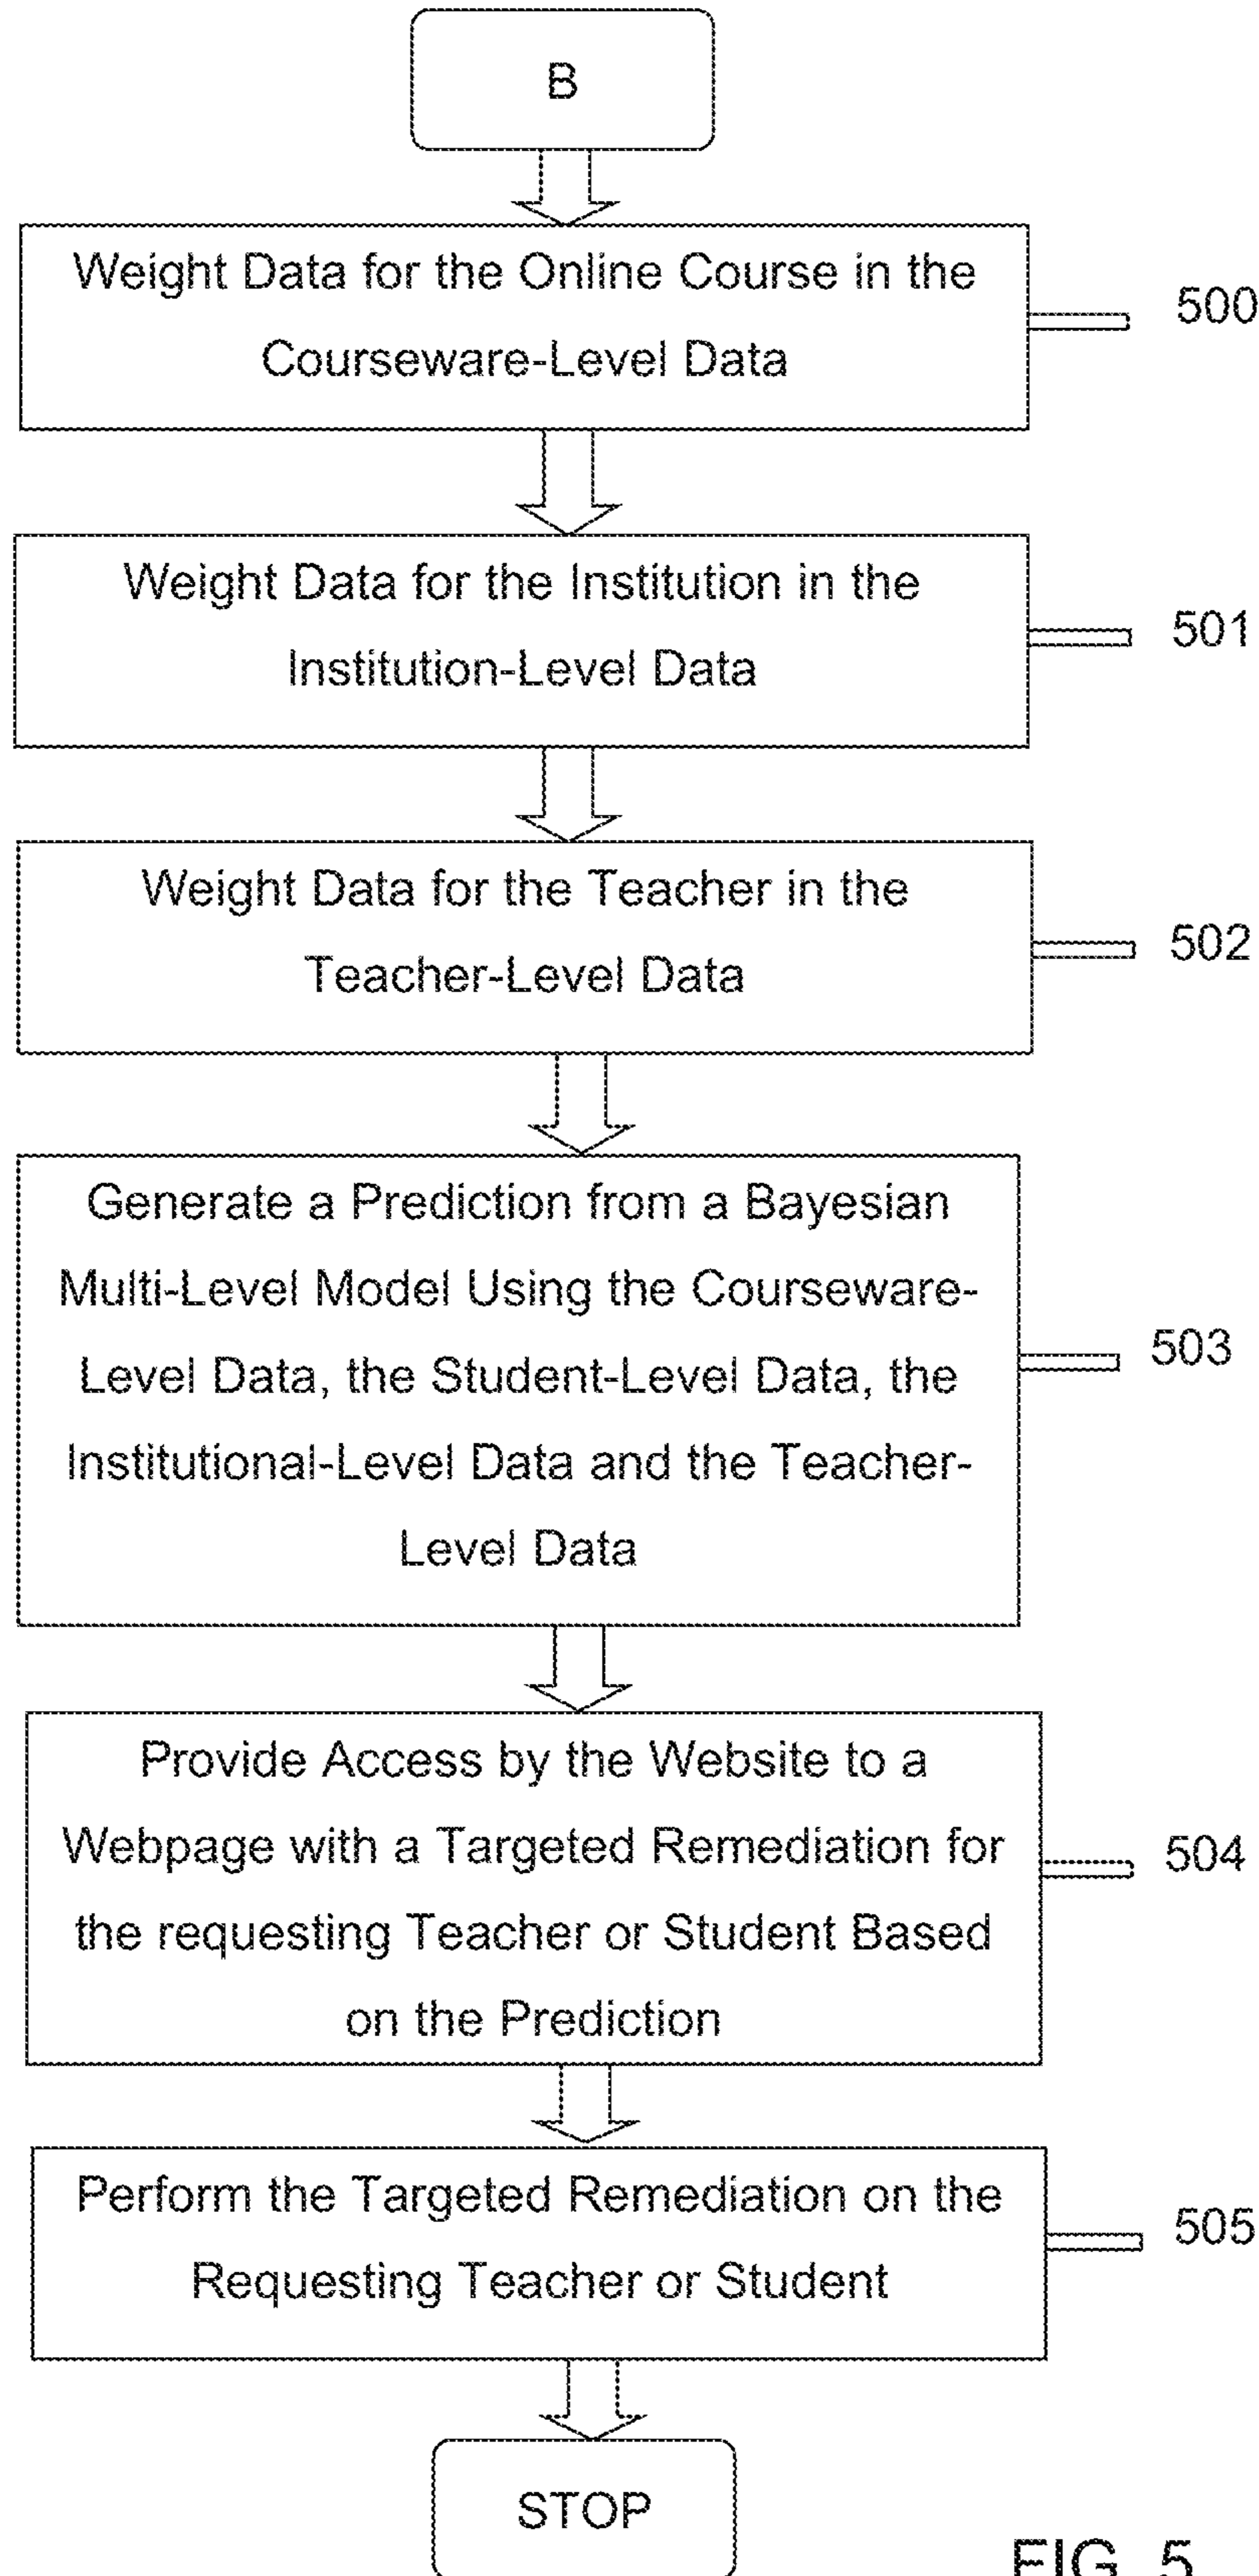 B
Weight Data for the Online Course in the
Courseware-Level Data
500
Weight Data for the Institution in the
Institution-Level Data
501
Weight Data for the Teacher in the
Teacher-Level Data
502
Generate a Prediction from a Bayesian
Multi-Level Model Using the Courseware-
Level Data, the Student-Level Data, the
Institutional-Level Data and the Teacher-
Level Data
503
Provide Access by the Website to a
Webpage with a Targeted Remediation for
the requesting Teacher or Student Based
on the Prediction
504
Perform the Targeted Remediation on the
Requesting Teacher or Student
505
STOP
FIG. 5